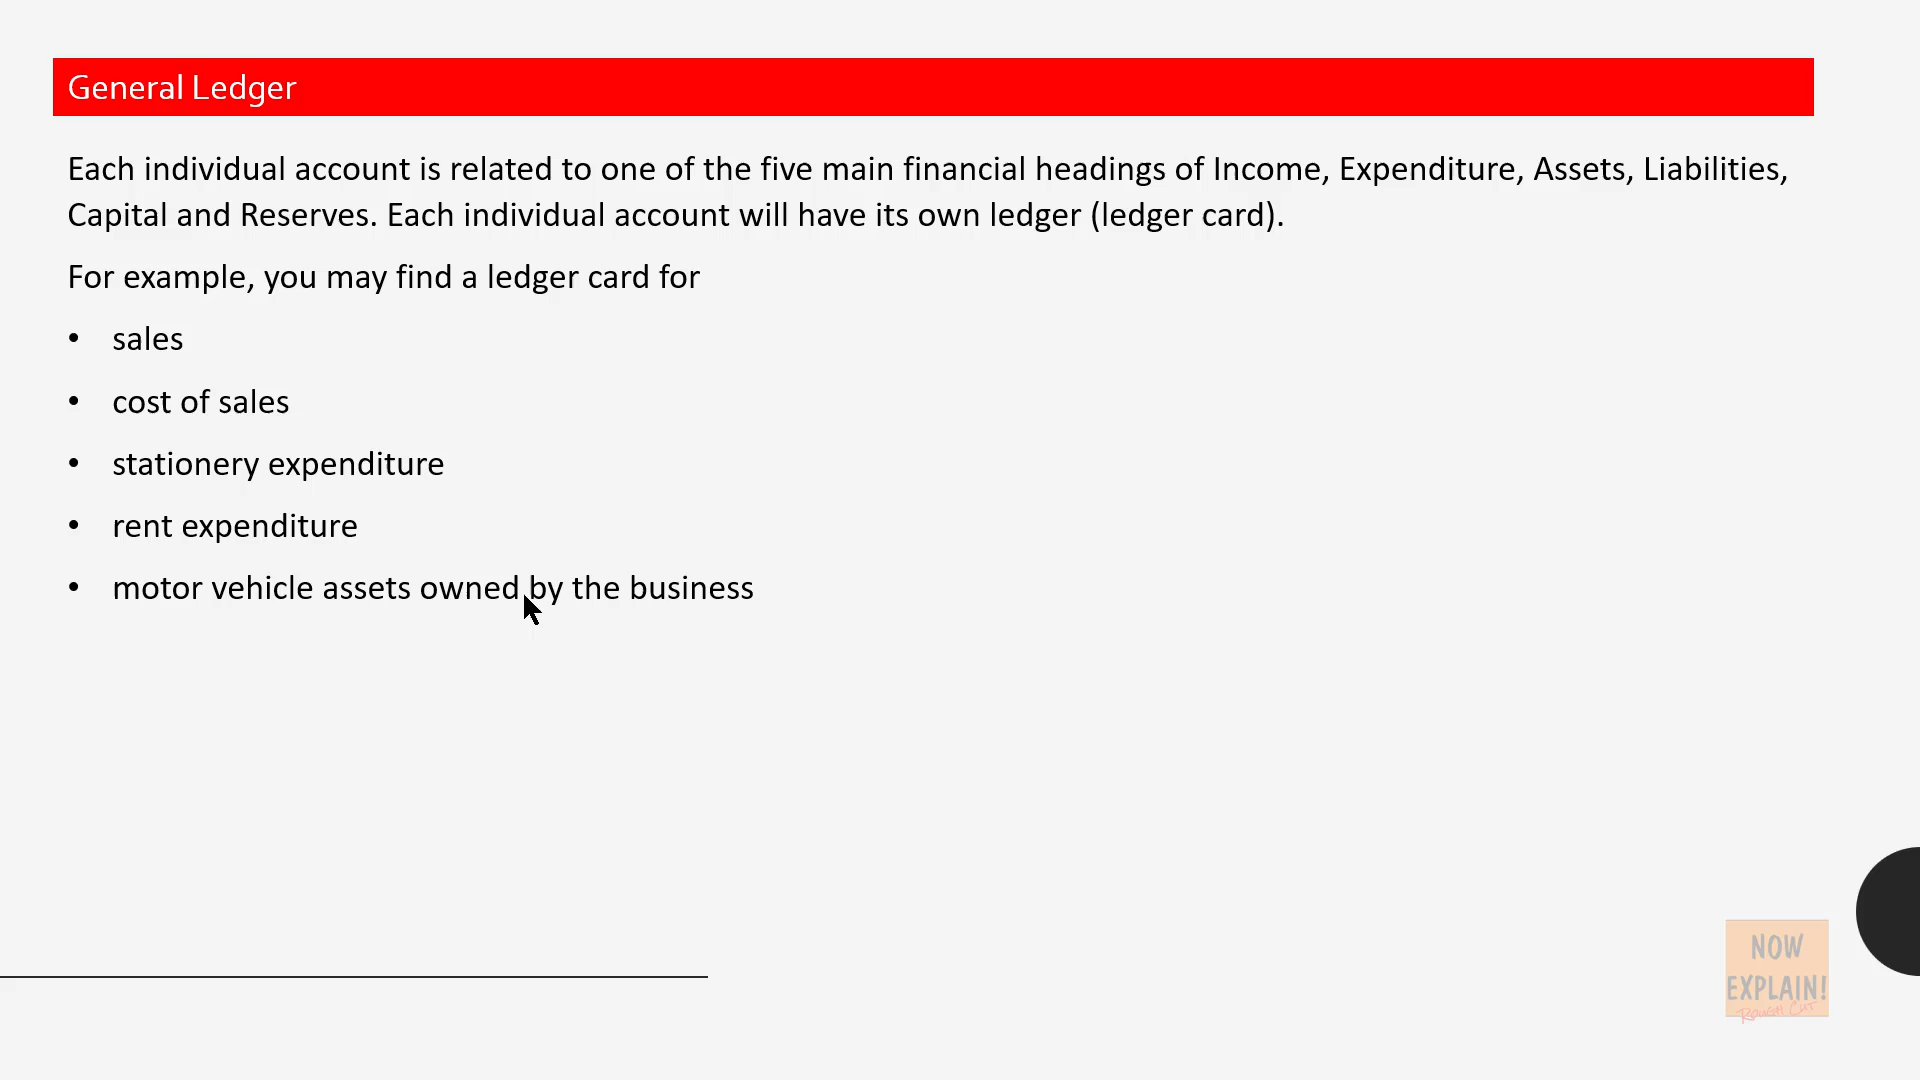 General Ledger
Each individual account is related to one of the five main financial headings of Income, Expenditure, Assets, Liabilities,
Capital and Reserves. Each individual account will have its own ledger (ledger card).
For example, you may find a ledger card for
• sales
• cost of sales
• stationery expenditure
• rent expenditure
• motor vehicle assets owned by the business
NOW
EXPLAIN!
Rough Cut